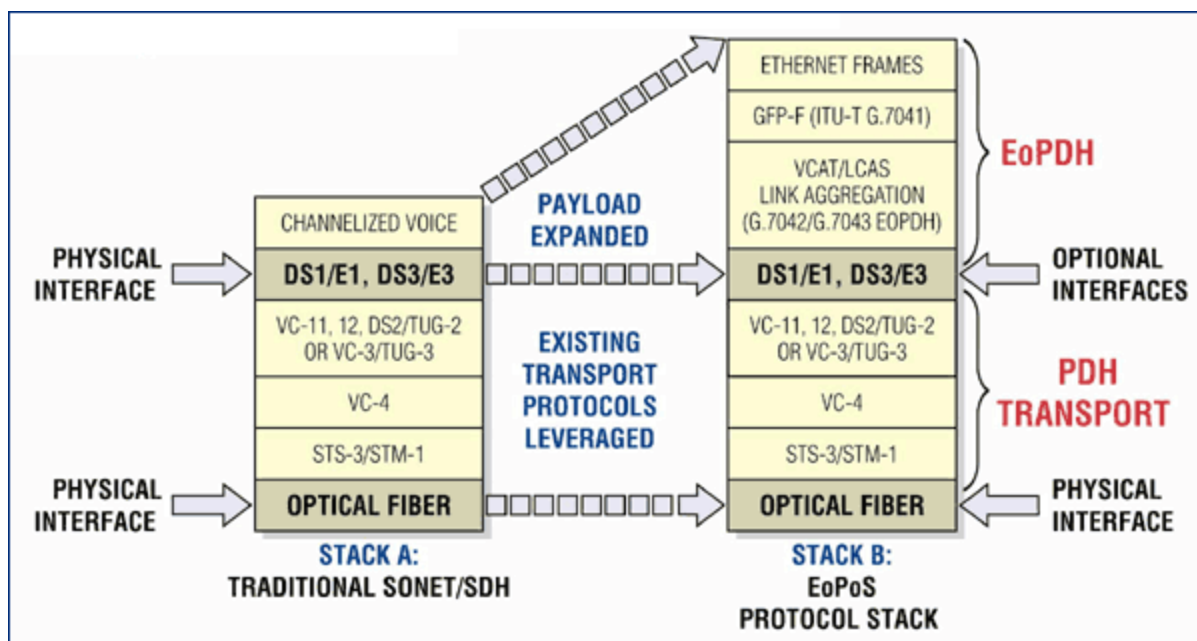 CHANNELIZED VOICE
DS1/E1, DS3/E3
VC-11, 12, DS2/TUG-2
OR VC-3/TUG-3
VC-4
STS-3/STM-1
OPTICAL FIBER
PHYSICAL
INTERFACE
PHYSICAL
INTERFACE
STACK A:
TRADITIONAL SONET/SDH
PAYLOAD
EXPANDED
EXISTING
TRANSPORT
PROTOCOLS
LEVERAGED
ETHERNET FRAMES
GFP-F (ITU-T G.7041)
VCAT/LCAS
LINK AGGREGATION
(G.7042/G.7043 EOPDH)
DS1/E1, DS3/E3
VC-11, 12, DS2/TUG-2
OR VC-3/TUG-3
VC-4
STS-3/STM-1
OPTICAL FIBER
STACK B:
EoPoS
PROTOCOL STACK
EoPDH
OPTIONAL
INTERFACES
PDH
TRANSPORT
PHYSICAL
INTERFACE